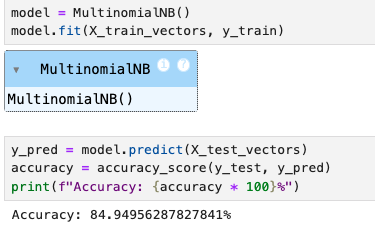 model = MultinomialNB()
model.fit(X_train_vectors, y_train)
▾ MultinomialNB i ?
MultinomialNB()
y_pred = model.predict(X_test_vectors)
accuracy = accuracy_score(y_test, y_pred)
print(f"Accuracy: {accuracy * 100}%")
Accuracy: 84.94956287827841%